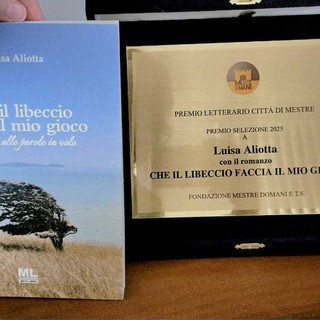 sa Aliotta
il libeccio
l mio gioco
alle parole in volo
ML
PREMIO LETTERARIO CITTÀ DI MESTRE
PREMIO SELEZIONE 2025
A
Luisa Aliotta
con il romanzo
CHE IL LIBECCIO FACCIA IL MIO GI
FONDAZIONE MESTRE DOMANI E.T.S.